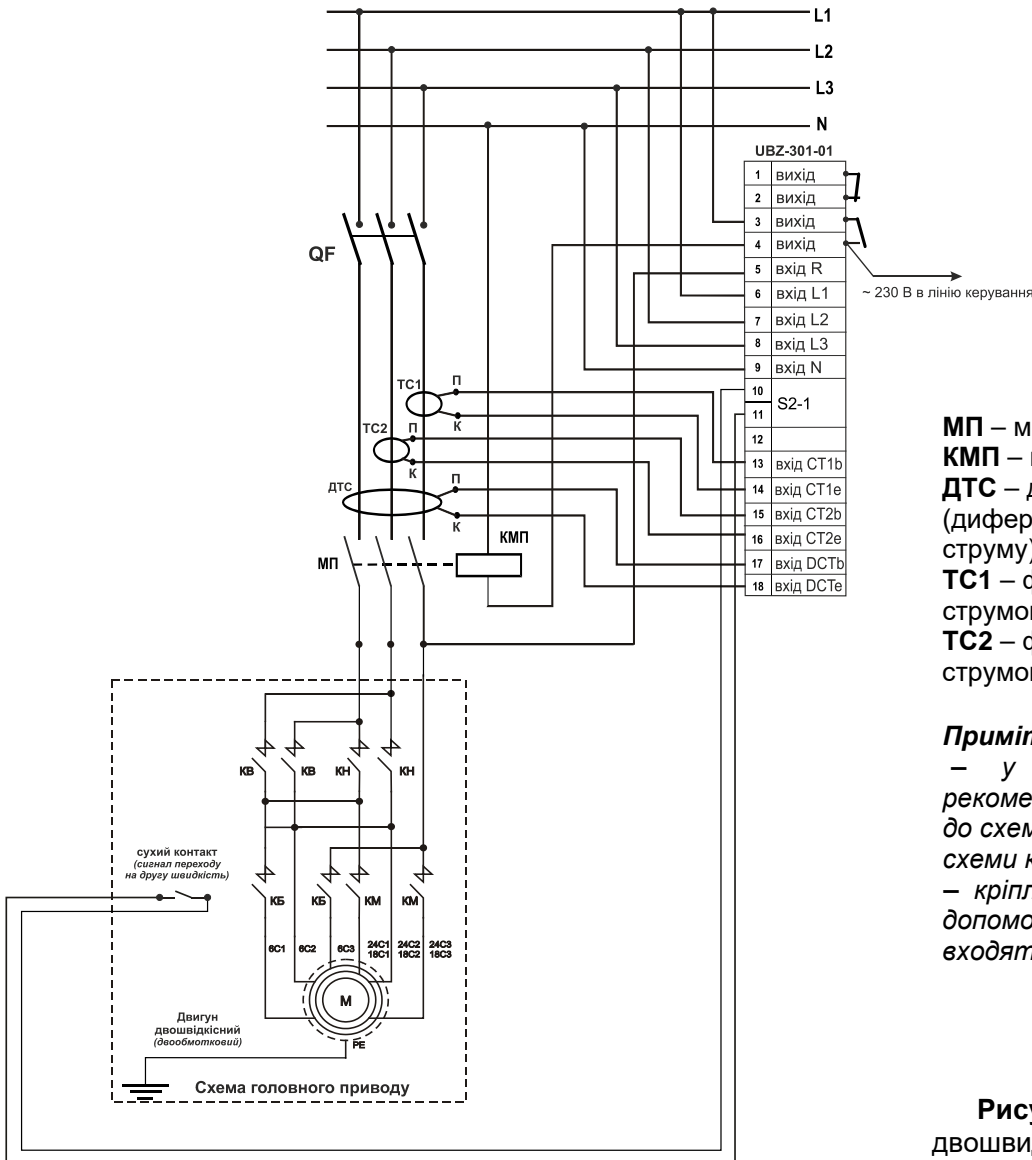 L1
L2
L3
N
UBZ-301-01
1 вихід
2 вихід
3 вихід
4 вихід
5 вхід R
6 вхід L1
7 вхід L2
8 вхід L3
9 вхід N
10
S2-1
11
12
13 вхід CT1b
14 вхід CT1e
15 вхід CT2b
16 вхід CT2e
17 вхід DCTb
18 вхід DCTe
~ 230 В в лінію керування
QF
ТС1
П
К
ТС2
П
К
ДТС
П
К
КМП
МП
КВ
КВ
КН
КН
сухий контакт
(сигнал переходу
на другу швидкість)
КБ
КБ
КМ
КМ
6С1
6С2
6С3
24С1
18С1
24С2
18С2
24С3
18С3
М
Двигун
двошвідкісний
(двообмотковий)
РЕ
Схема головного приводу
МП – м
КМП –
ДТС – д
(дифер
струму)
ТС1 – ф
струмо
ТС2 – ф
струмо
Приміт
– у
рекоме
до схем
схеми к
– кріпл
допомо
входят
Рису
двошви